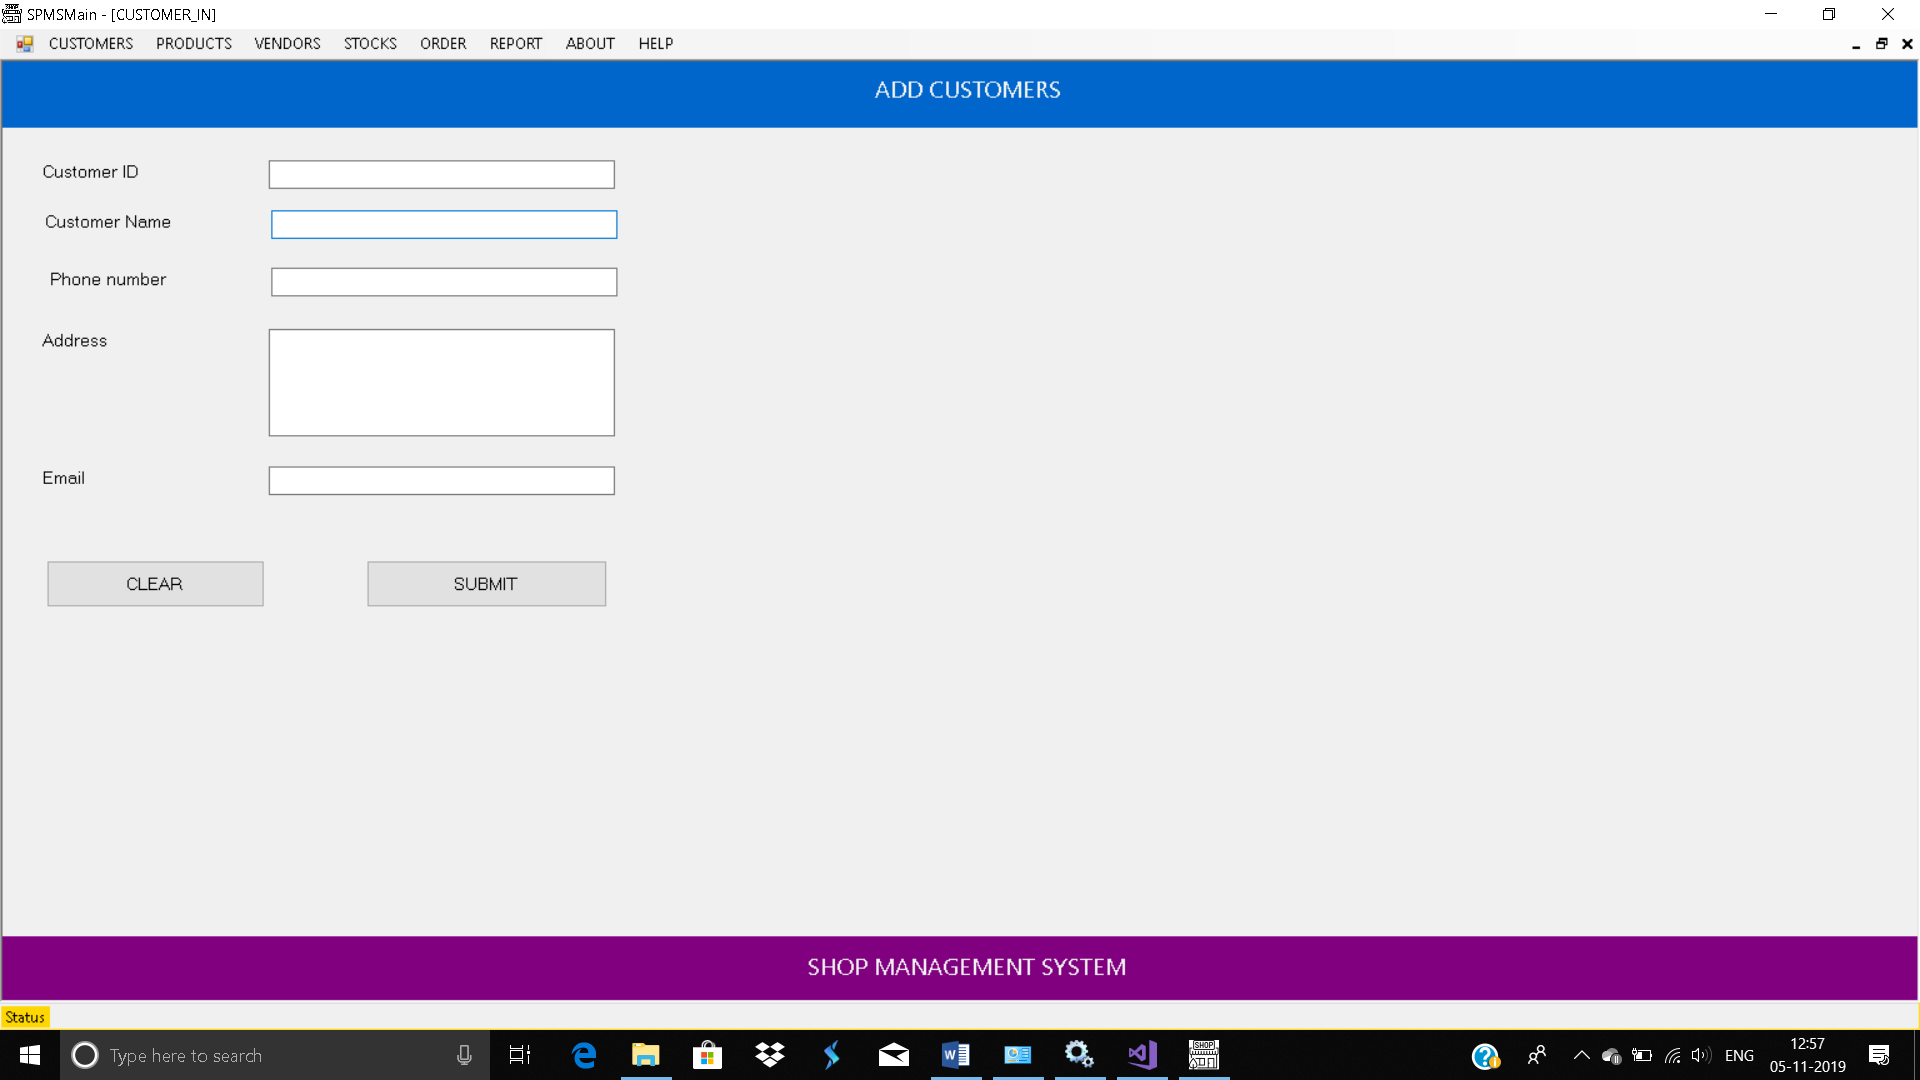 SPMSMain - [CUSTOMER_IN]
CUSTOMERS PRODUCTS VENDORS STOCKS ORDER REPORT ABOUT HELP
ADD CUSTOMERS
Customer ID
Customer Name
Phone number
Address
Email
CLEAR SUBMIT
SHOP MANAGEMENT SYSTEM
Status
Type here to search
SHOP
ENG
12:57
05-11-2019